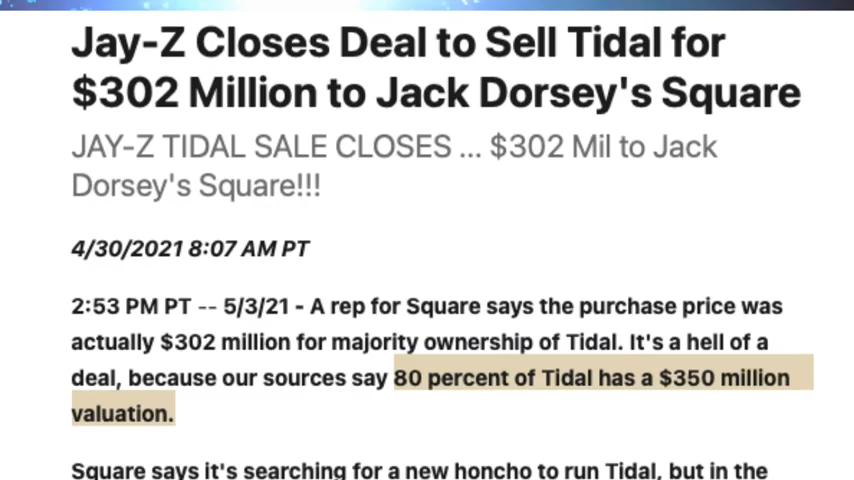 Jay-Z Closes Deal to Sell Tidal for
$302 Million to Jack Dorsey's Square
JAY-Z TIDAL SALE CLOSES ... $302 Mil to Jack
Dorsey's Square!!!
4/30/2021 8:07 AM PT
2:53 PM PT -- 5/3/21 - A rep for Square says the purchase price was
actually $302 million for majority ownership of Tidal. It's a hell of a
deal, because our sources say 80 percent of Tidal has a $350 million
valuation.
Square says it's searching for a new honcho to run Tidal, but in the